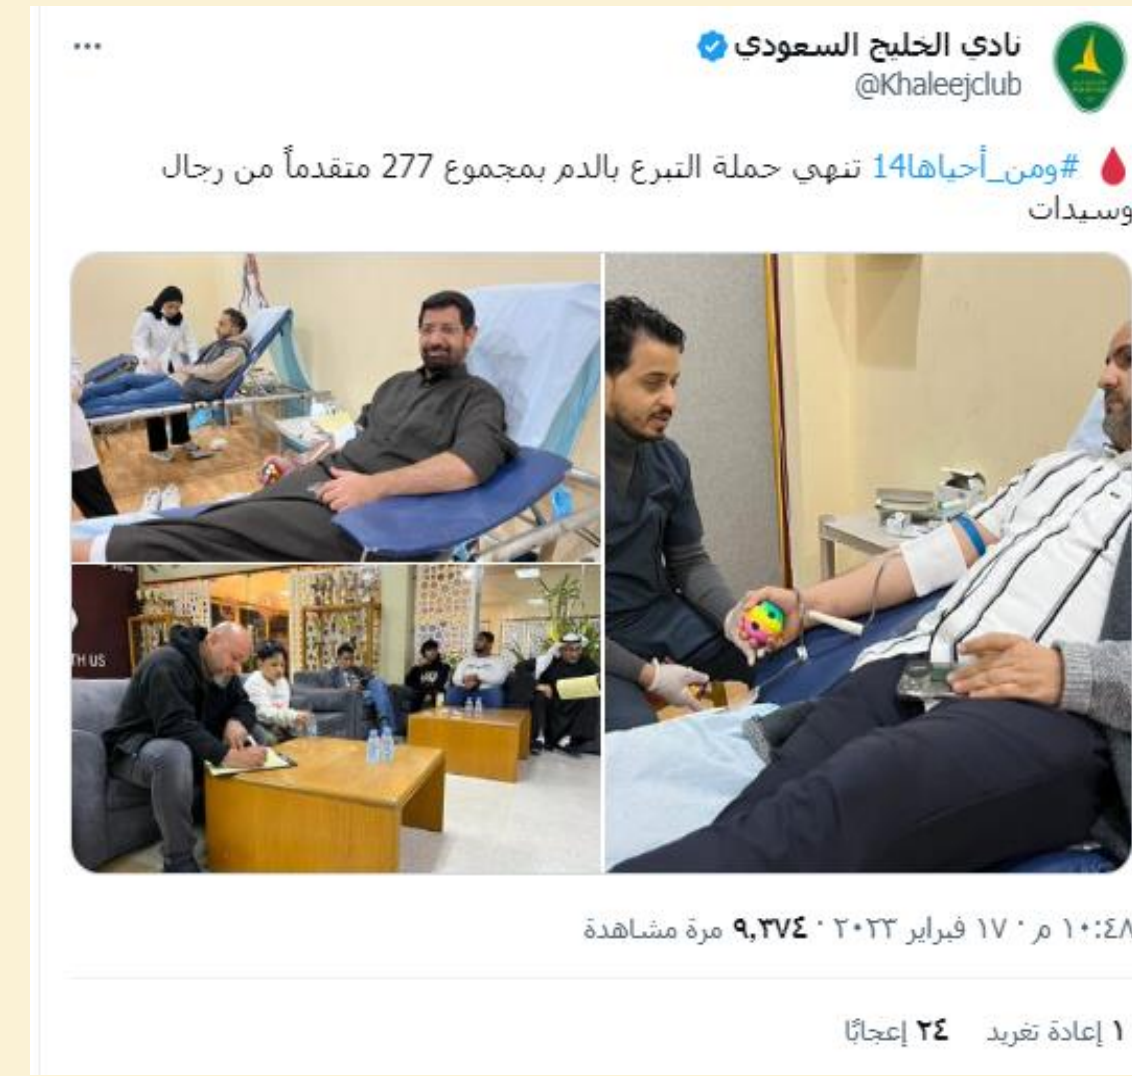 نادي الخليج السعودي
@Khaleejclub
#ومن_أحياها14 تنهي حملة التبرع بالدم بمجموع 277 متقدماً من رجال
وسيدات
TH US
١٠:٤٨ م · ١٧ فبراير ٢٠٢٣ · ٩,٣٧٤ مرة مشاهدة
١ إعادة تغريد ٢٤ إعجابًا